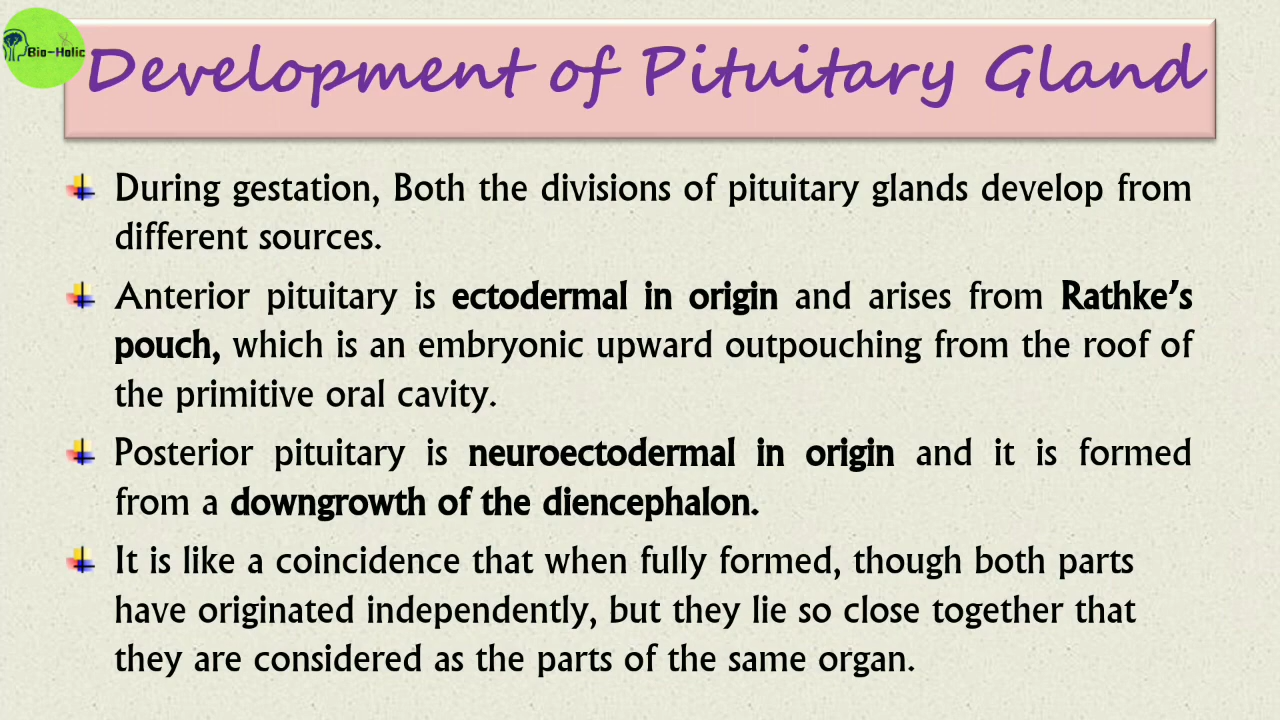 Bio-Holic
Development of Pituitary Gland
During gestation, Both the divisions of pituitary glands develop from
different sources.
Anterior pituitary is ectodermal in origin and arises from Rathke’s
pouch, which is an embryonic upward outpouching from the roof of
the primitive oral cavity.
Posterior pituitary is neuroectodermal in origin and it is formed
from a downgrowth of the diencephalon.
It is like a coincidence that when fully formed, though both parts
have originated independently, but they lie so close together that
they are considered as the parts of the same organ.